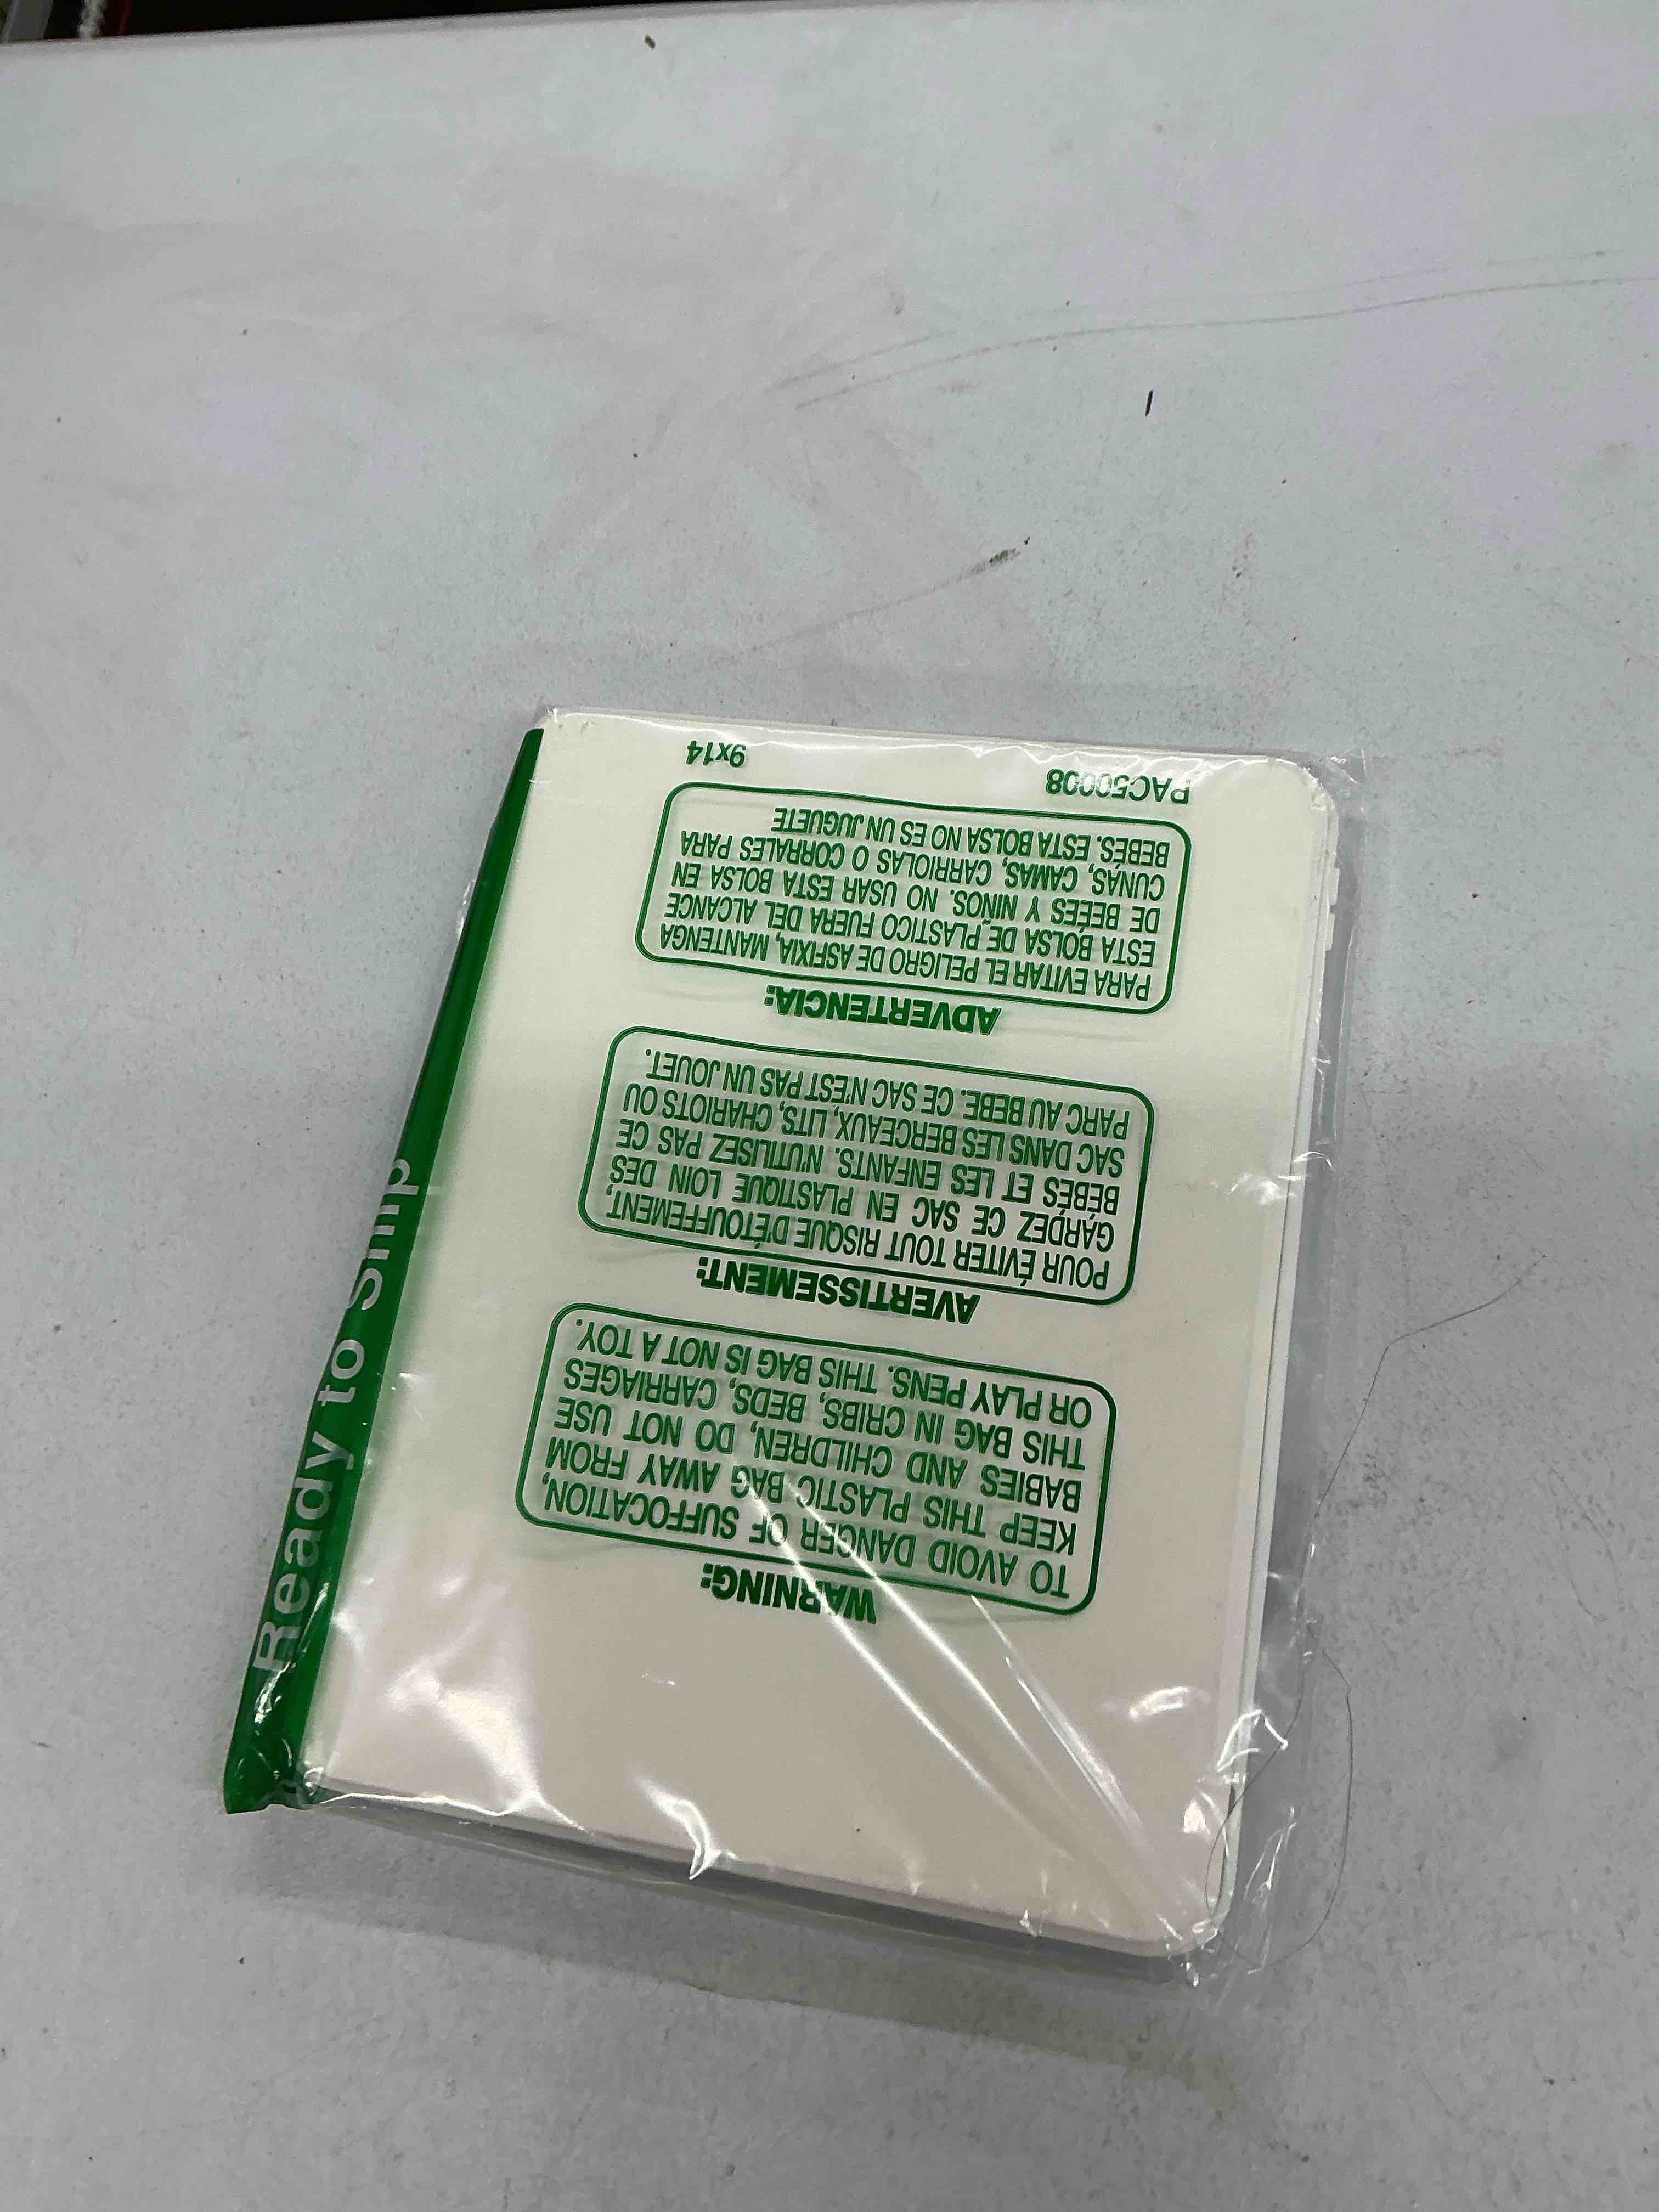 Ready to Ship
WARNING:
TO AVOID DANGER OF SUFFOCATION,
KEEP THIS PLASTIC BAG AWAY FROM
BABIES AND CHILDREN, DO NOT USE
THIS BAG IN CRIBS, BEDS, CARRIAGES
OR PLAY PENS. THIS BAG IS NOT A TOY.
AVERTISSEMENT:
POUR ÉVITER TOUT RISQUE D'ÉTOUFFEMENT,
GARDEZ CE SAC EN PLASTIQUE LOIN DES
BÉBÉS ET LES ENFANTS. N'UTILISEZ PAS CE
SAC DANS LES BERCEAUX, LITS, CHARIOTS OU
PARC AU BEBE. CE SAC N'EST PAS UN JOUET.
ADVERTENCIA:
PARA EVITAR EL PELIGRO DE ASFIXIA, MANTENGA
ESTA BOLSA DE PLASTICO FUERA DEL ALCANCE
DE BEÉES Y NIÑOS. NO USAR ESTA BOLSA EN
CUNAS, CAMAS, CARRIOLAS O CORRALES PARA
BEBÉS. ESTA BOLSA NO ES UN JUGUETE
PAC50008 9x14